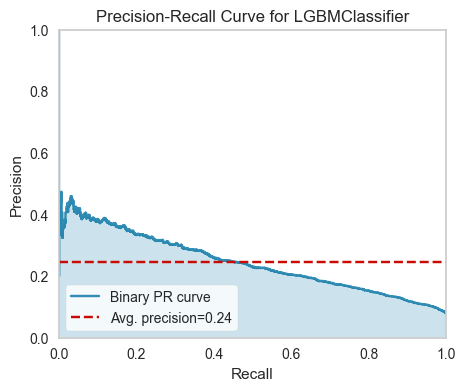 Precision-Recall Curve for LGBMClassifier
1.0
0.8
0.6
0.4
0.2
0.0
Precision
Binary PR curve
Avg. precision=0.24
0.0 0.2 0.4 0.6 0.8 1.0
Recall